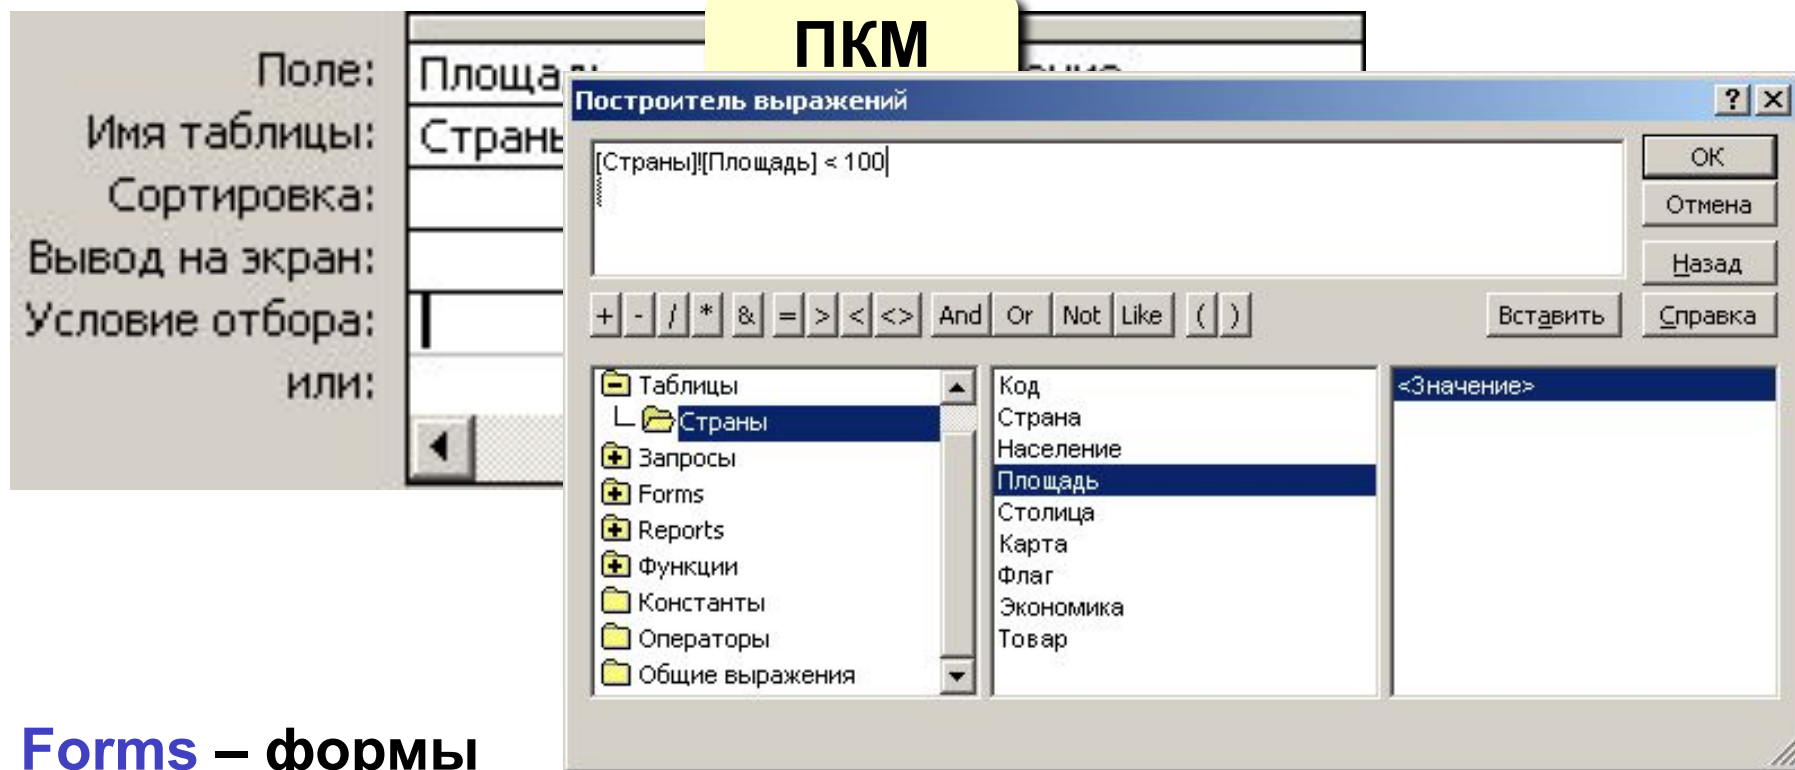 ПКМ
Поле: Площадь
Имя таблицы: Страны
Сортировка:
Вывод на экран:
Условие отбора:
или:
Построитель выражений
[Страны]![Площадь] < 100
OK
Отмена
Назад
+ - / * & = > < <> And Or Not Like ( )
Вставить
Справка
Таблицы
Страны
Запросы
Forms
Reports
Функции
Константы
Операторы
Общие выражения
Код
Страна
Население
Площадь
Столица
Карта
Флаг
Экономика
Товар
<Значение>
Forms – формы